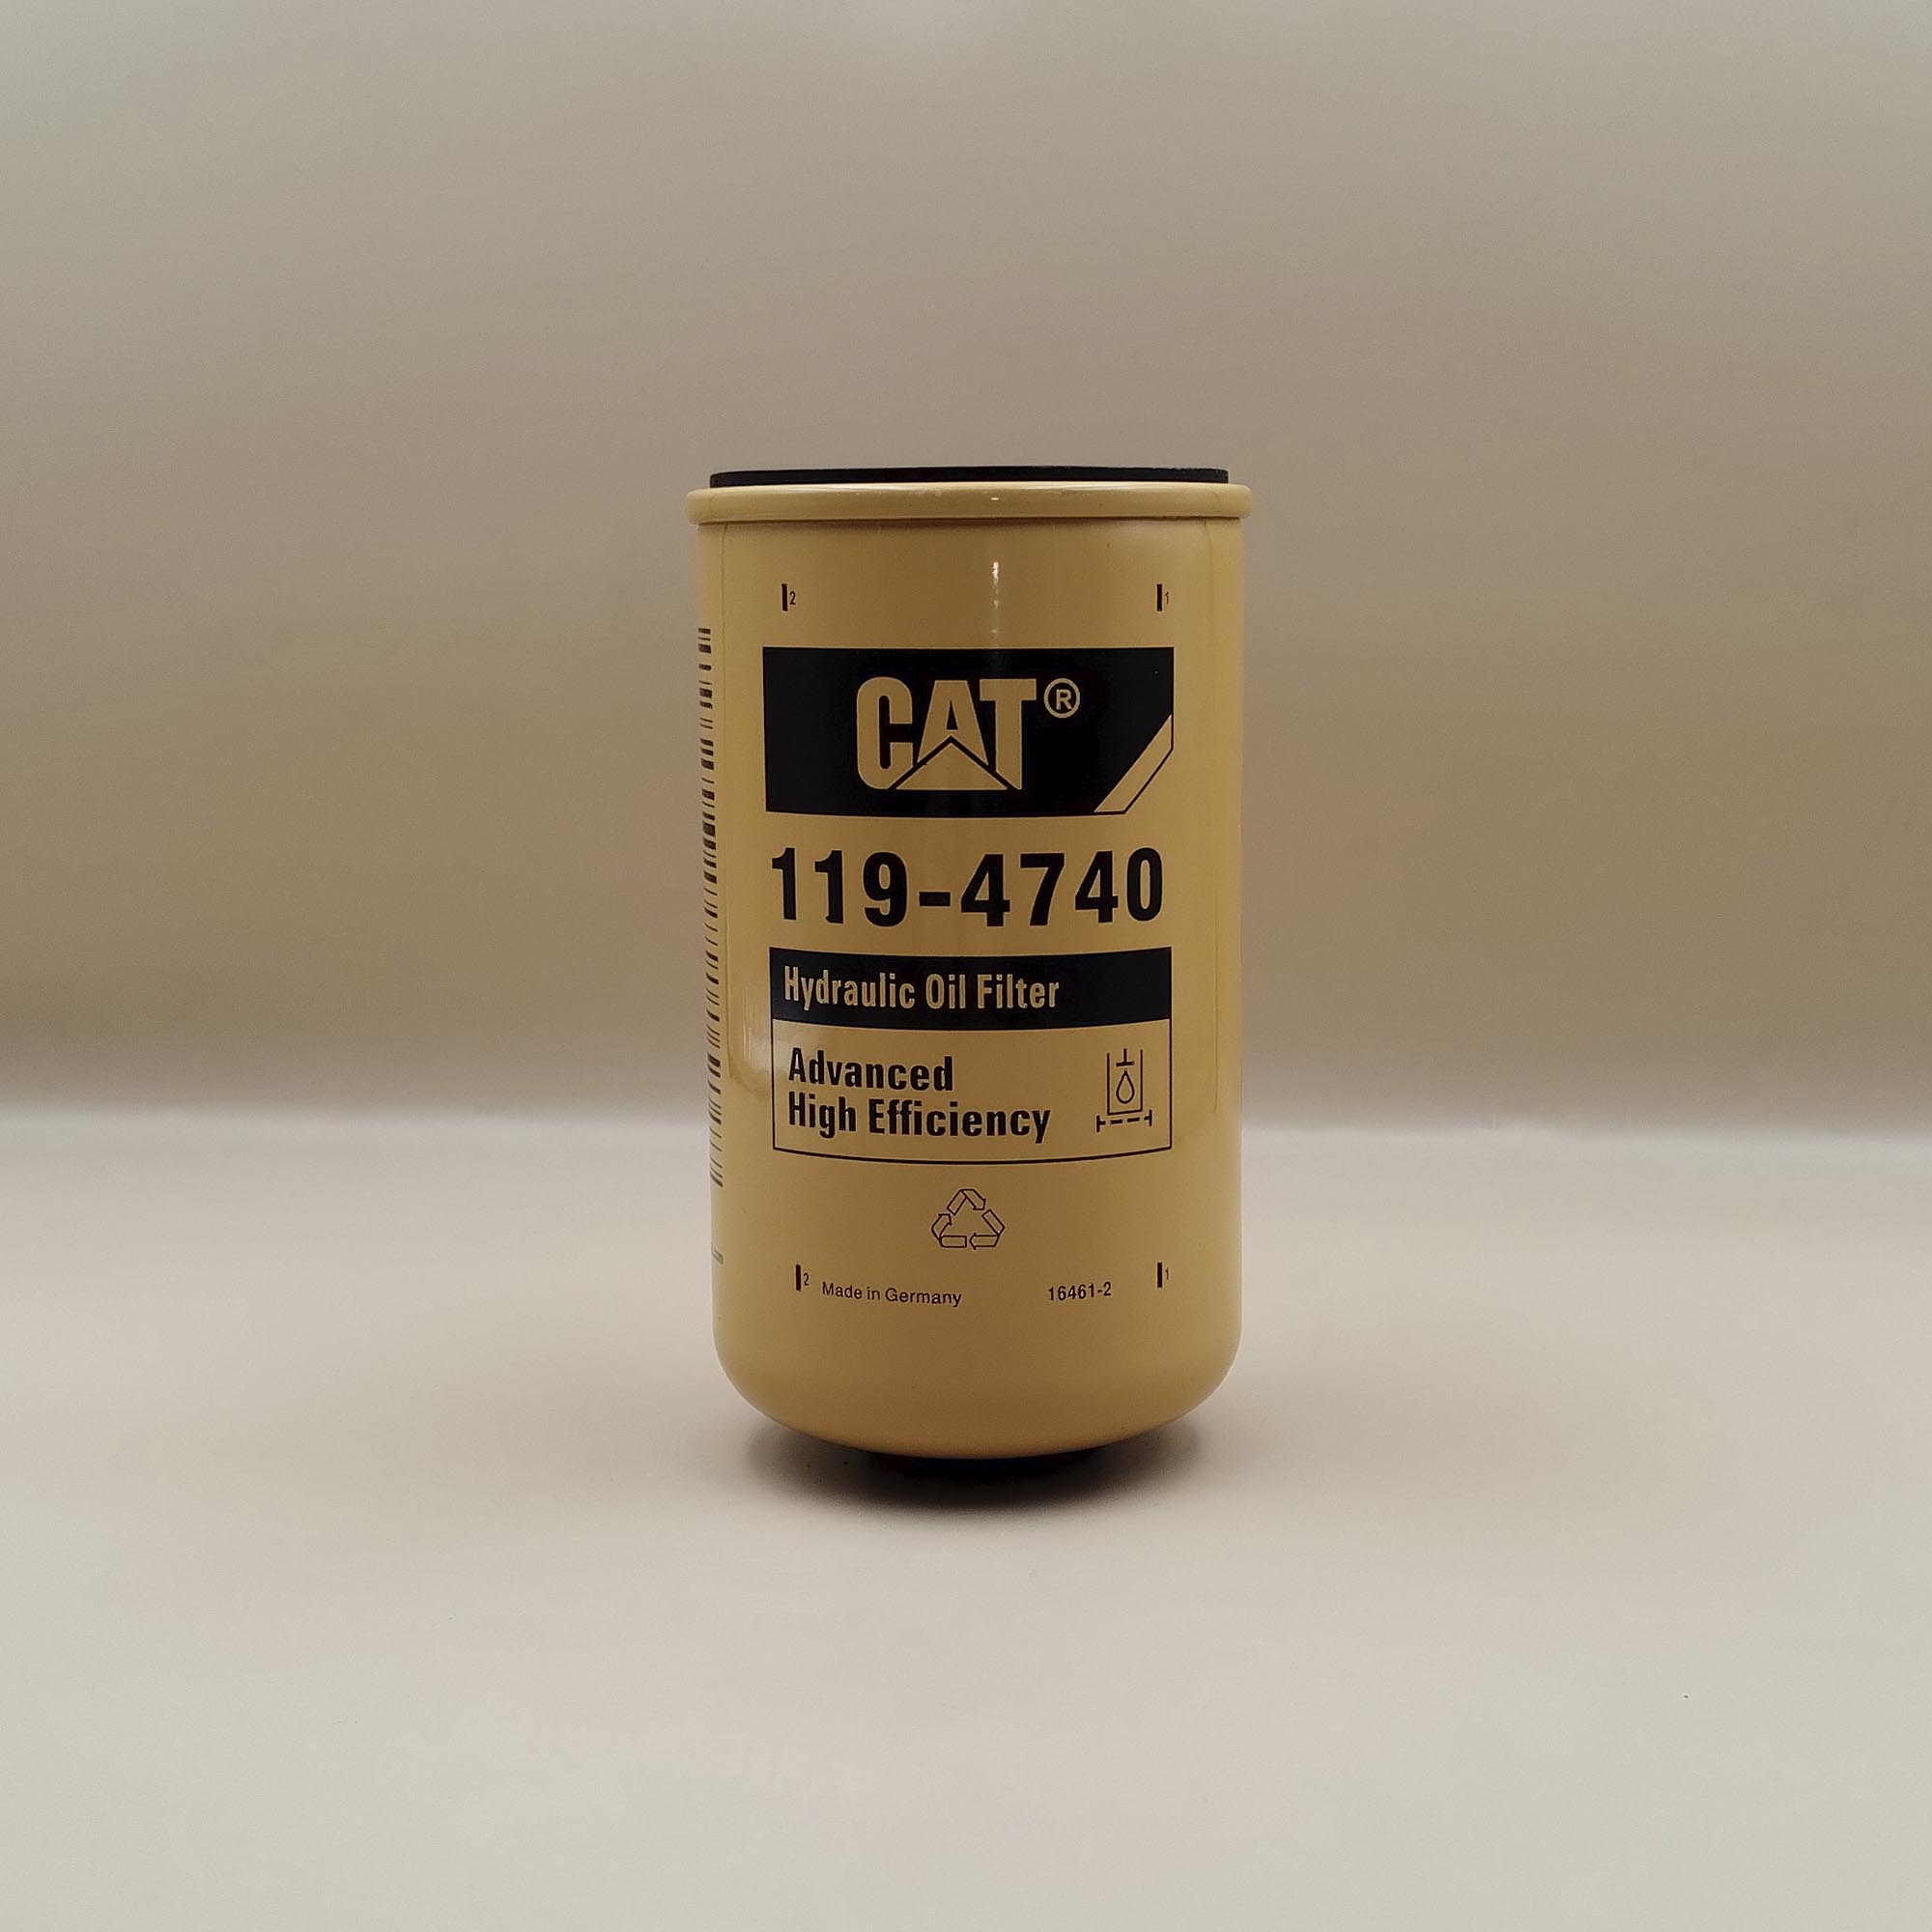 2 1
CAT®
119-4740
Hydraulic Oil Filter
Advanced
High Efficiency
2 Made in Germany 16461-2 1